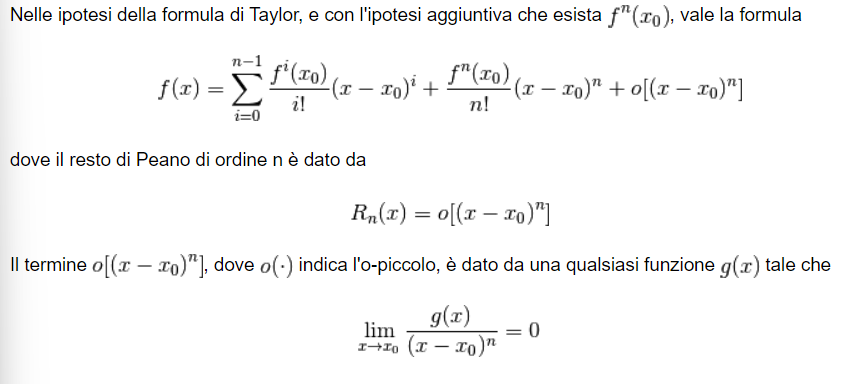 Nelle ipotesi della formula di Taylor, e con l'ipotesi aggiuntiva che esista $f^n(x_0)$, vale la formula
$$f(x) = \sum_{i=0}^{n-1} \frac{f^i(x_0)}{i!}(x - x_0)^i + \frac{f^n(x_0)}{n!}(x - x_0)^n + o[(x - x_0)^n]$$
dove il resto di Peano di ordine n è dato da
$$R_n(x) = o[(x - x_0)^n]$$
Il termine $o[(x - x_0)^n]$, dove $o(\cdot)$ indica l'o-piccolo, è dato da una qualsiasi funzione $g(x)$ tale che
$$\lim_{x \to x_0} \frac{g(x)}{(x - x_0)^n} = 0$$